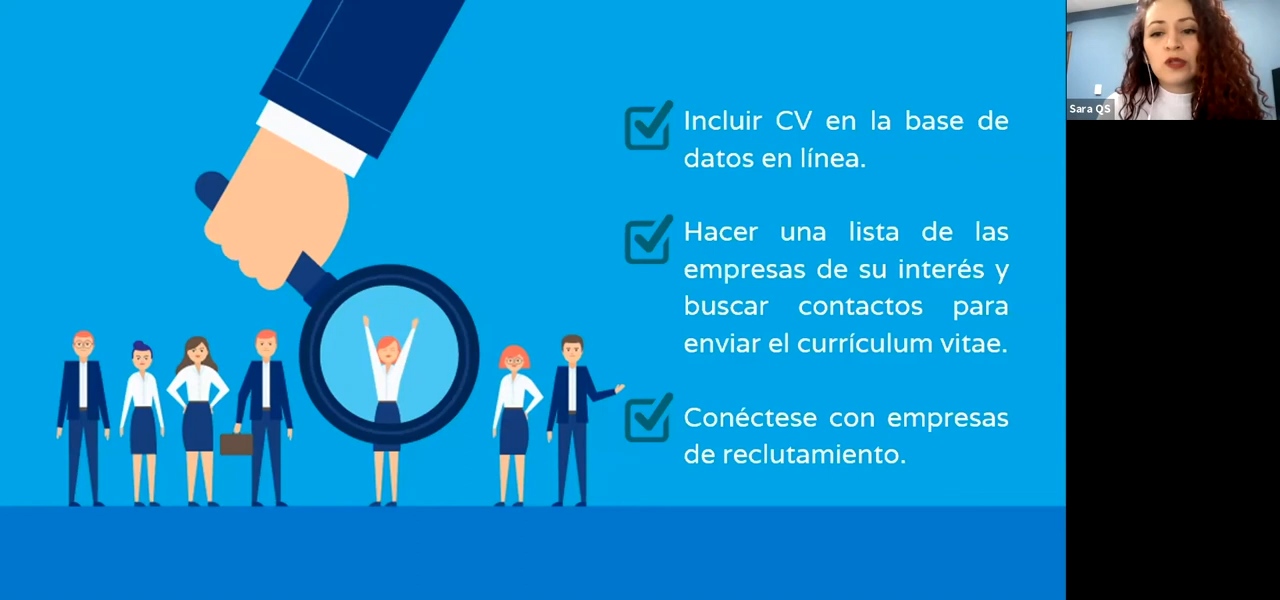 Incluir CV en la base de
datos en línea.
Hacer una lista de las
empresas de su interés y
buscar contactos para
enviar el currículum vitae.
Conéctese con empresas
de reclutamiento.
Sara QS